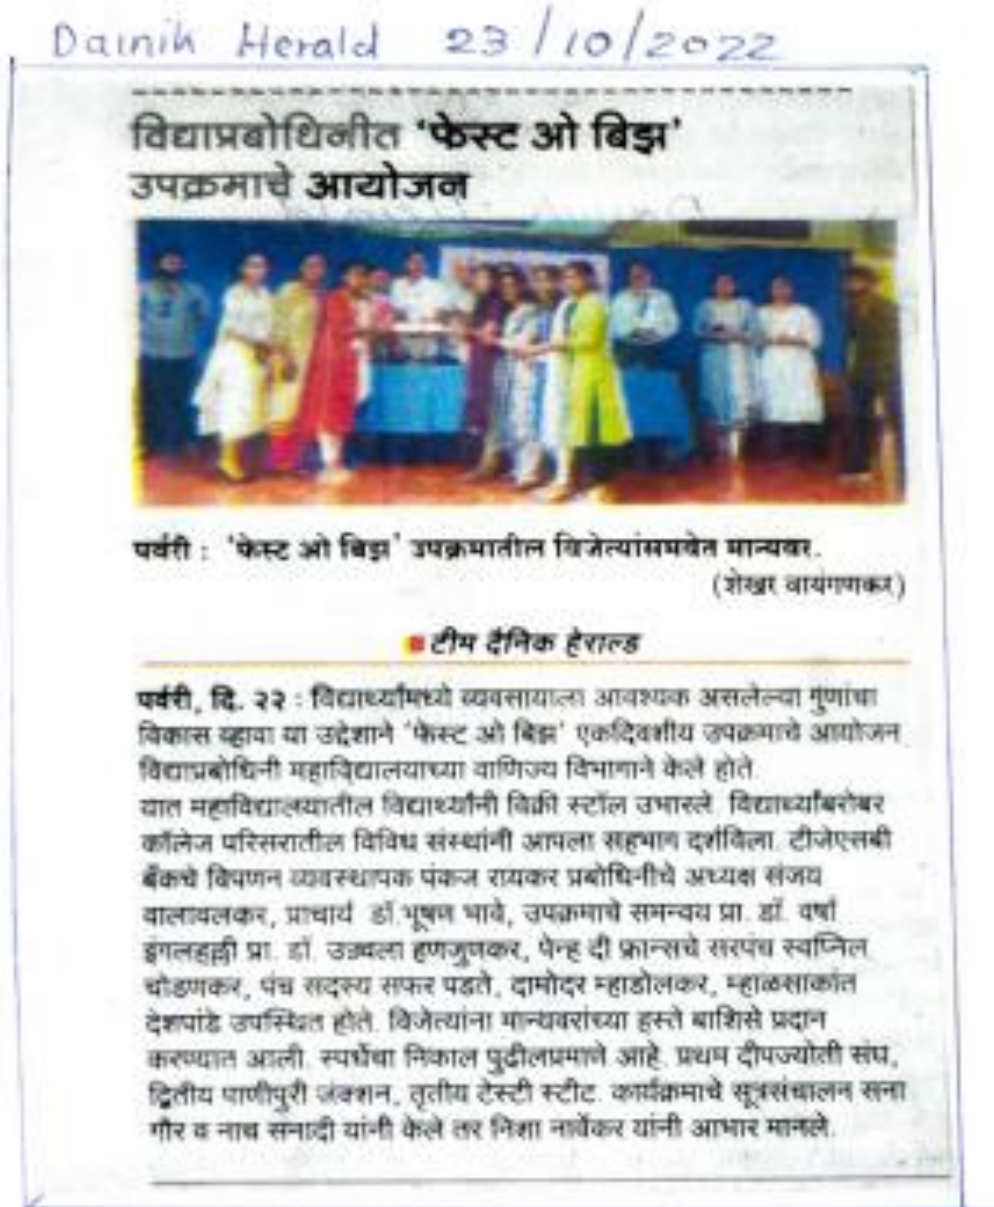 Dainik Herald 23/10/2022
विद्याप्रबोधिनीत ‘फेस्ट ओ बिझ’
उपक्रमाचे आयोजन
पर्वरी : ‘फेस्ट ओ बिझ’ उपक्रमातील विजेत्यांसमवेत मान्यवर.
(शेखर वायंगणकर)
टीम दैनिक हेराल्ड
पर्वरी, दि. २२ : विद्यार्थ्यांमध्ये व्यवसायाला आवश्यक असलेल्या गुणांचा
विकास व्हावा या उद्देशाने ‘फेस्ट ओ बिझ’ एकदिवशीय उपक्रमाचे आयोजन
विद्याप्रबोधिनी महाविद्यालयाच्या वाणिज्य विभागाने केले होते.
यात महाविद्यालयातील विद्यार्थ्यांनी विक्री स्टॉल उभारले. विद्यार्थ्यांबरोबर
कॉलेज परिसरातील विविध संस्थांनी आपला सहभाग दर्शविला. टीजेएसबी
बँकचे विपणन व्यवस्थापक पंकज रायकर प्रबोधिनीचे अध्यक्ष संजय
वालावलकर, प्राचार्य डॉ.भूषण भावे, उपक्रमाचे समन्वय प्रा. डॉ. वर्षा
इंगलहल्ली प्रा. डॉ. उज्वला हणजुणकर, पेन्ह दी फ्रान्सचे सरपंच स्वप्निल
चोडणकर, पंच सदस्य सफर पडते, दामोदर म्हाडोलकर, म्हाळसाकांत
देशपांडे उपस्थित होते. विजेत्यांना मान्यवरांच्या हस्ते बाशिसे प्रदान
करण्यात आली. स्पर्धेचा निकाल पुढीलप्रमाणे आहे. प्रथम दीपज्योती संघ,
द्वितीय पाणीपुरी जंक्शन, तृतीय टेस्टी स्टीट. कार्यक्रमाचे सूत्रसंचालन सना
गौर व नाथ सनादी यांनी केले तर निशा नार्वेकर यांनी आभार मानले.